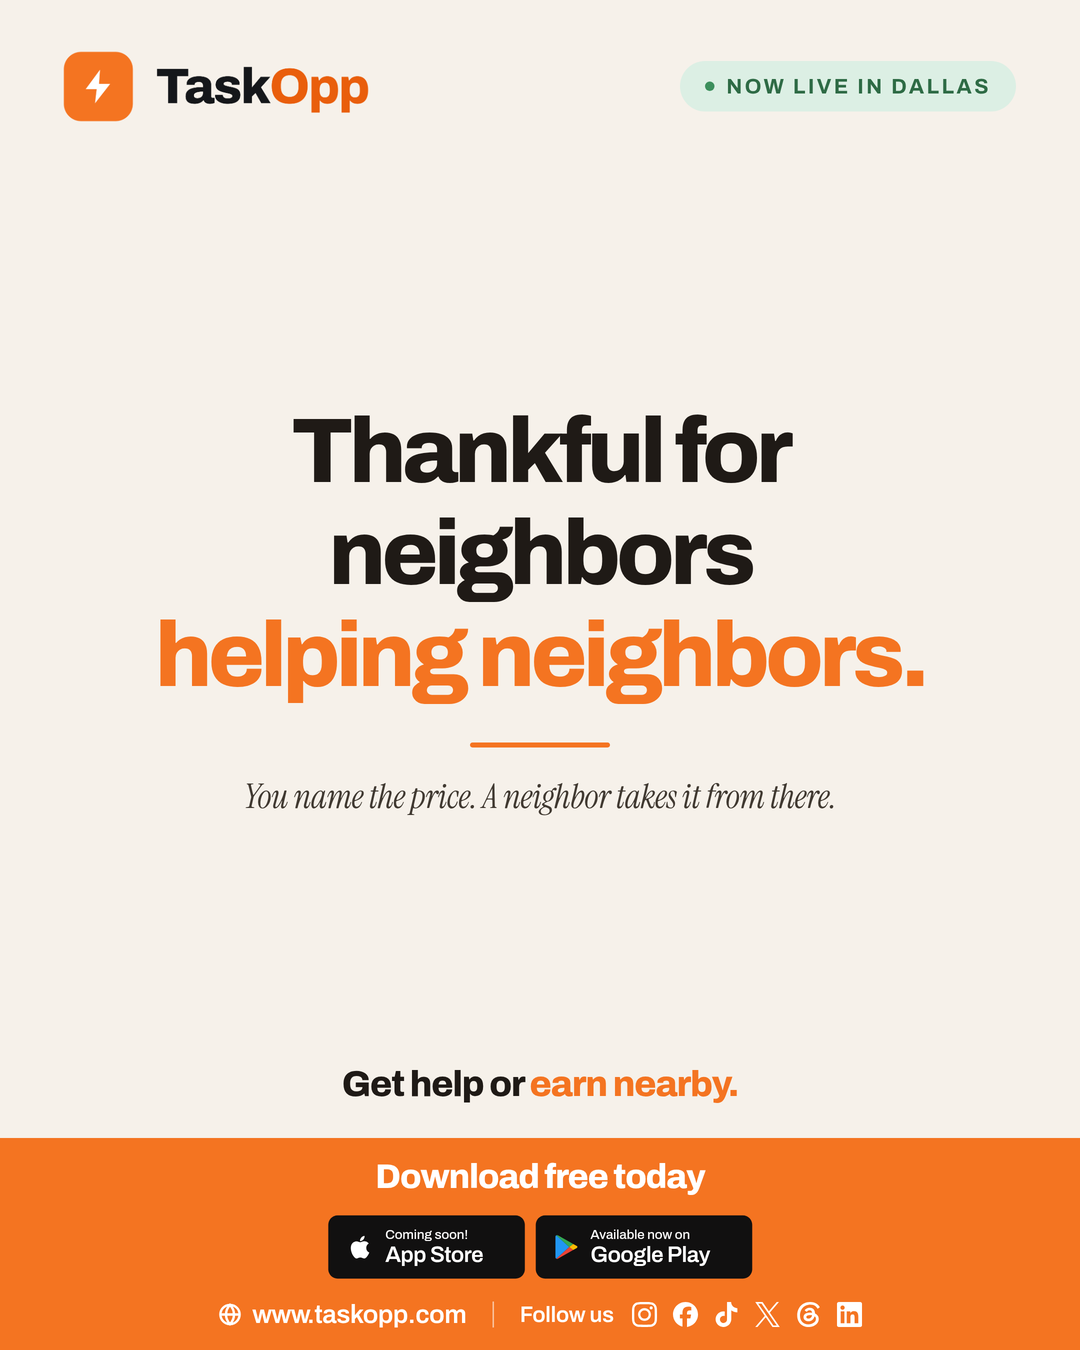 TaskOpp
NOW LIVE IN DALLAS
Thankful for
neighbors
helping neighbors.
You name the price. A neighbor takes it from there.
Get help or earn nearby.
Download free today
Coming soon!
App Store
Available now on
Google Play
www.taskopp.com
Follow us